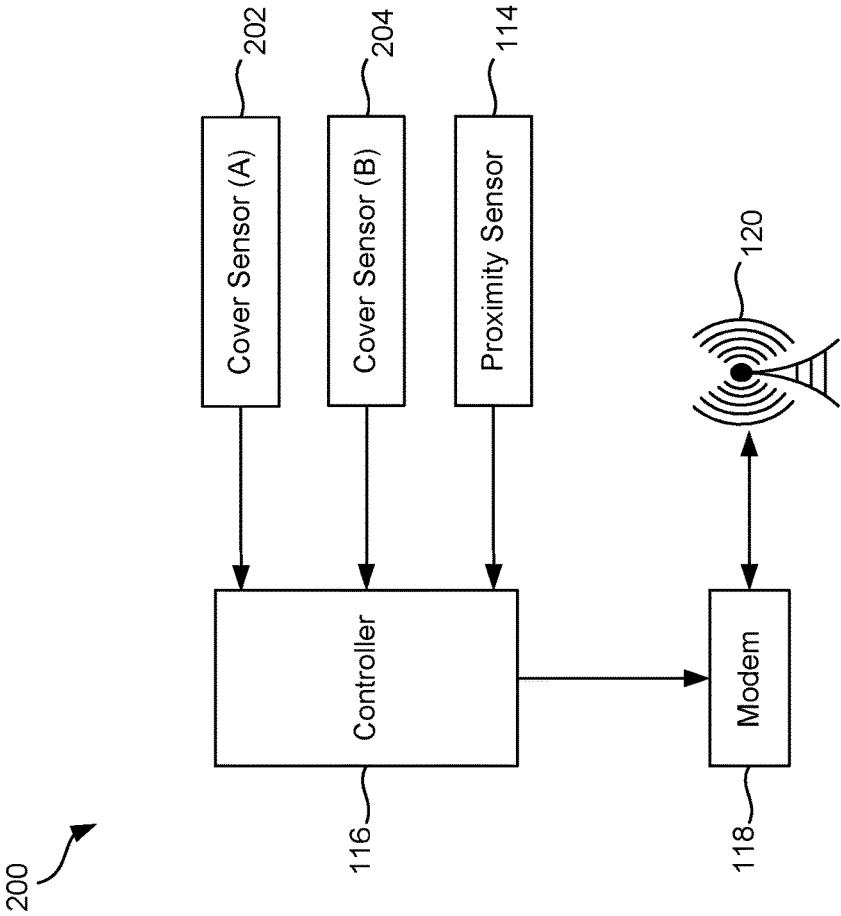 200
Cover Sensor (A)
202
Cover Sensor (B)
204
Proximity Sensor
114
Controller
116
Modem
118
120